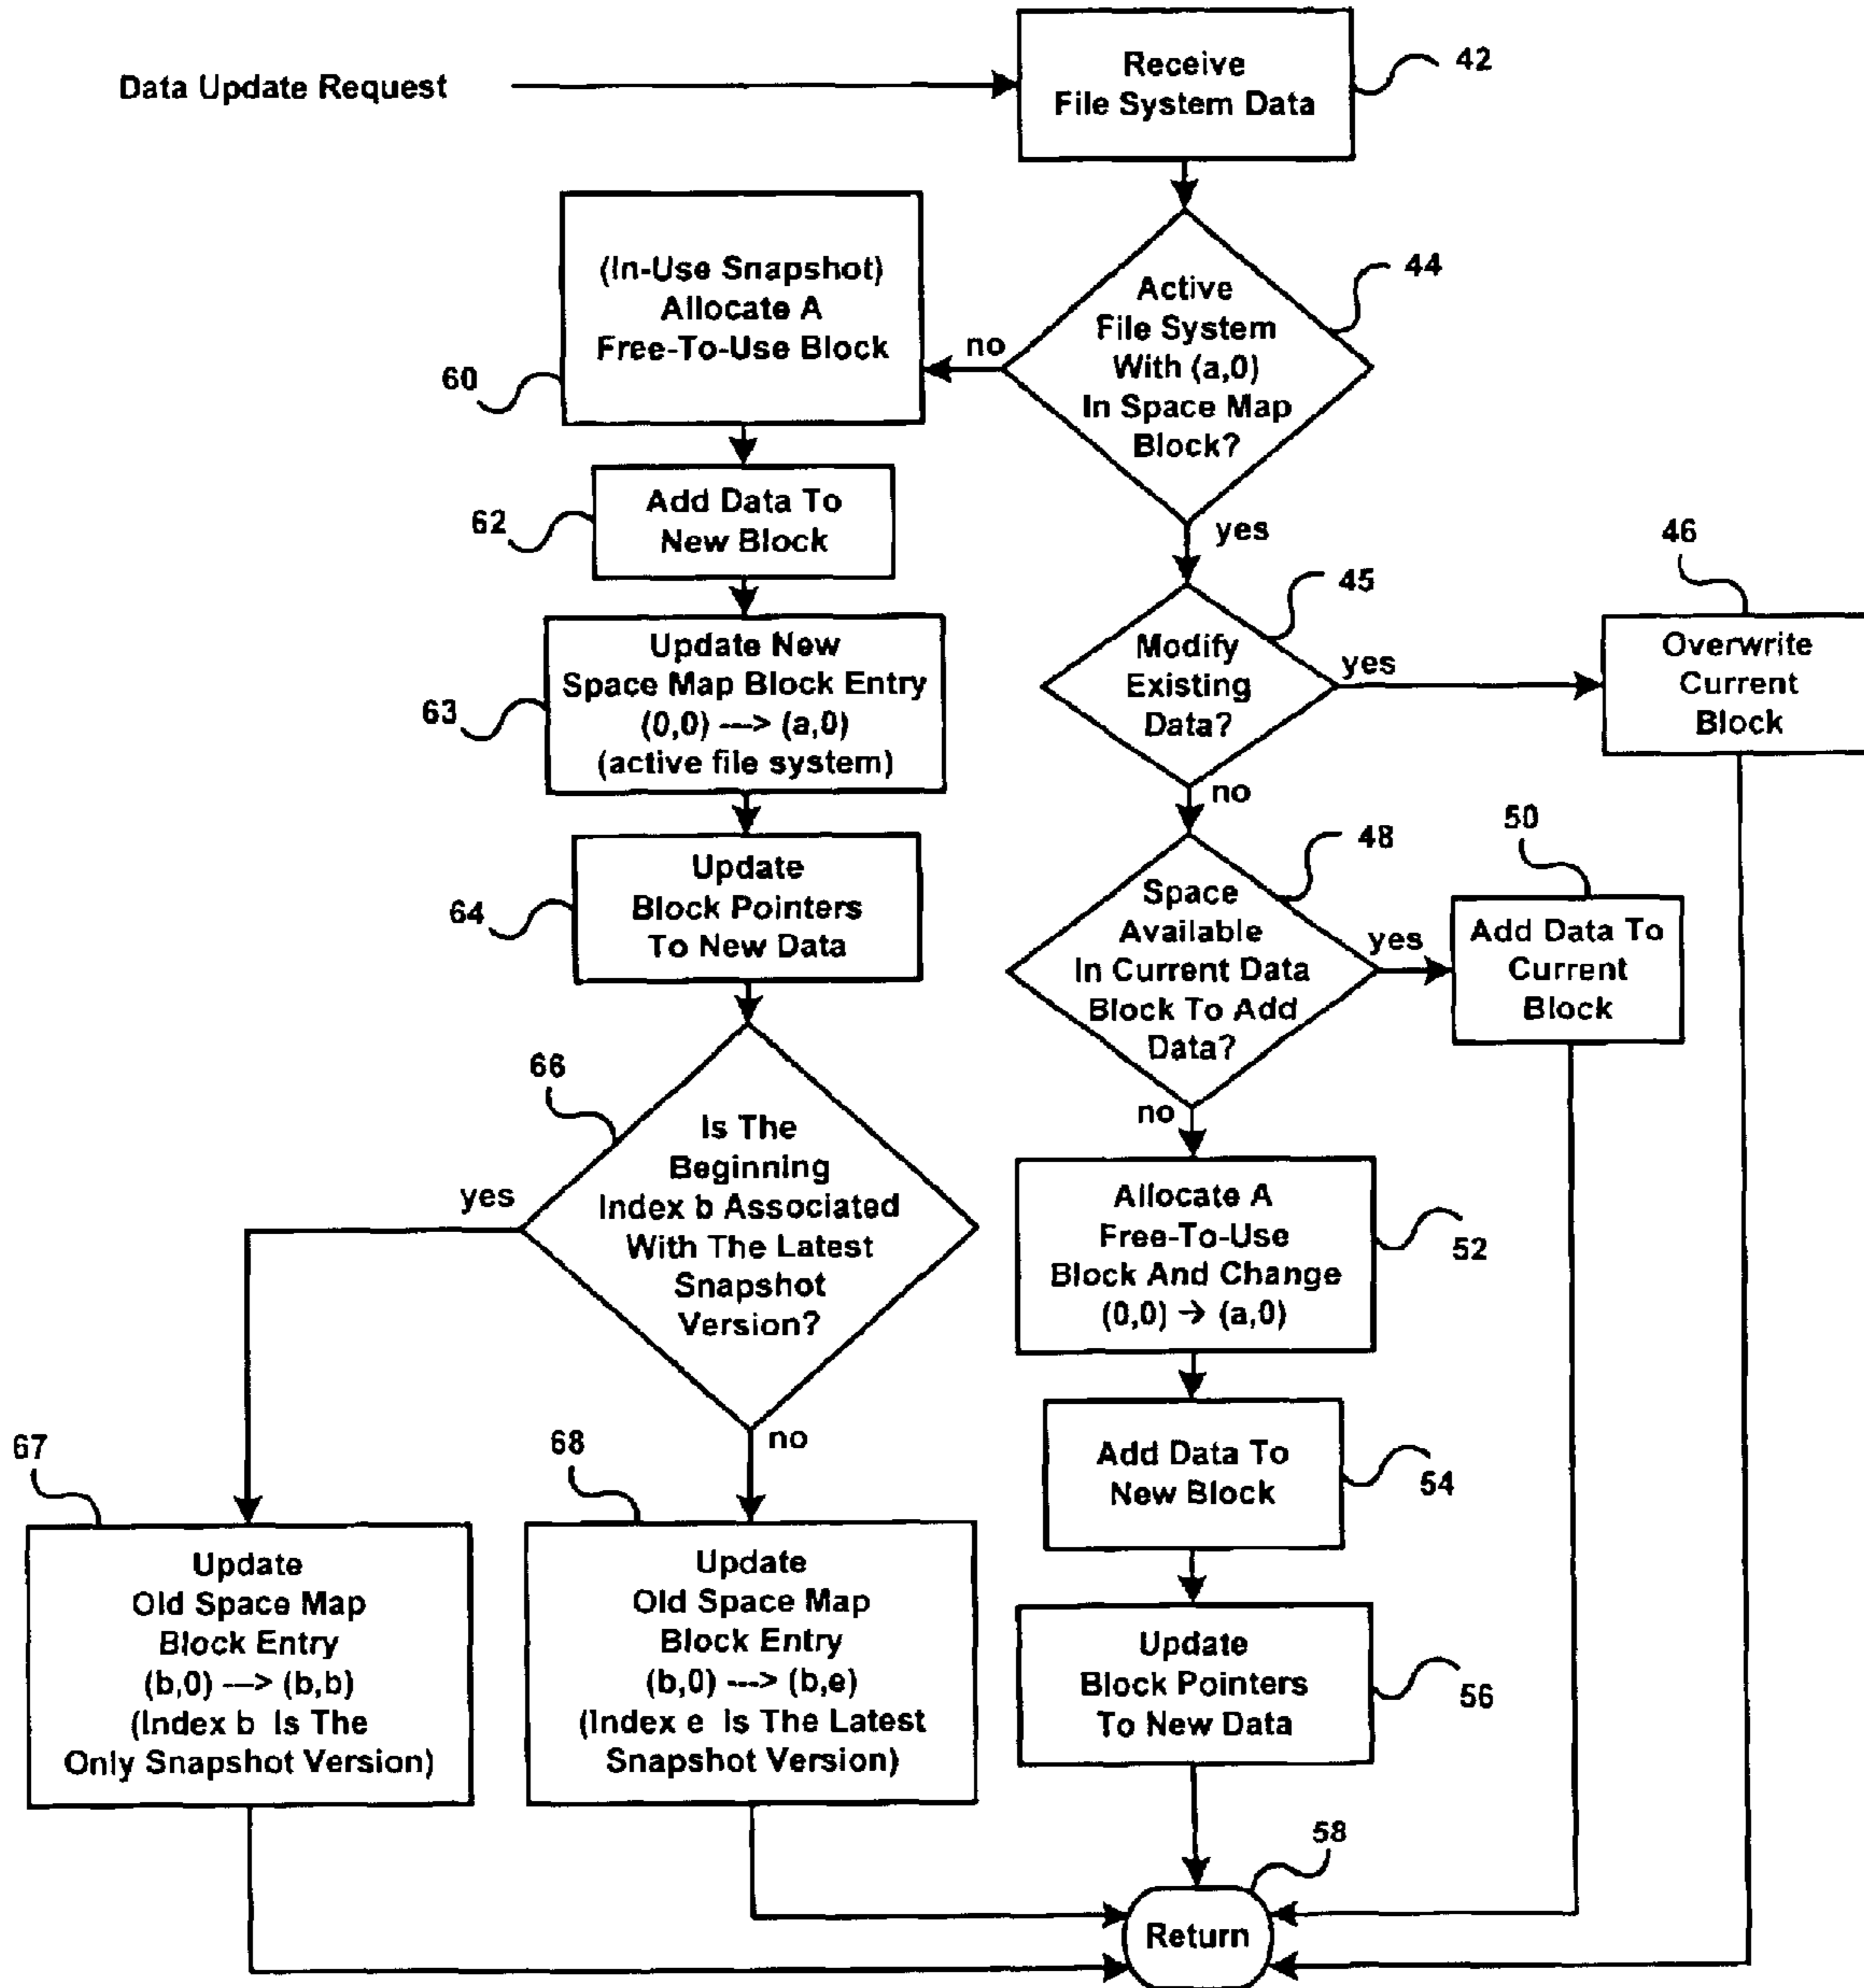 Data Update Request
Receive
File System Data
42
Active
File System
With (a,0)
In Space Map
Block?
44
no
yes
(In-Use Snapshot)
Allocate A
Free-To-Use Block
60
Add Data To
New Block
62
Update New
Space Map Block Entry
(0,0) ---> (a,0)
(active file system)
63
Update
Block Pointers
To New Data
64
Is The
Beginning
Index b Associated
With The Latest
Snapshot
Version?
66
yes
no
67
Update
Old Space Map
Block Entry
(b,0) ---> (b,b)
(Index b Is The
Only Snapshot Version)
68
Update
Old Space Map
Block Entry
(b,0) ---> (b,e)
(Index e Is The Latest
Snapshot Version)
Modify
Existing
Data?
45
yes
no
46
Overwrite
Current
Block
Space
Available
In Current Data
Block To Add
Data?
48
yes
no
50
Add Data To
Current
Block
Allocate A
Free-To-Use
Block And Change
(0,0) → (a,0)
52
Add Data To
New Block
54
Update
Block Pointers
To New Data
56
58
Return